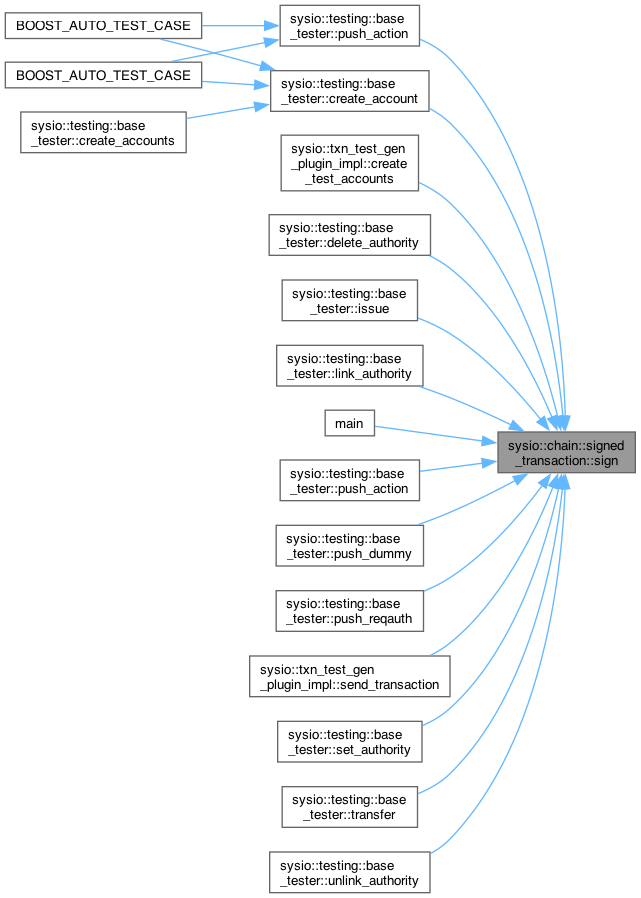 BOOST_AUTO_TEST_CASE
BOOST_AUTO_TEST_CASE
sysio::testing::base
_tester::create_accounts
sysio::testing::base
_tester::push_action
sysio::testing::base
_tester::create_account
sysio::txn_test_gen
_plugin_impl::create
_test_accounts
sysio::testing::base
_tester::delete_authority
sysio::testing::base
_tester::issue
sysio::testing::base
_tester::link_authority
main
sysio::testing::base
_tester::push_action
sysio::testing::base
_tester::push_dummy
sysio::testing::base
_tester::push_reqauth
sysio::txn_test_gen
_plugin_impl::send_transaction
sysio::testing::base
_tester::set_authority
sysio::testing::base
_tester::transfer
sysio::testing::base
_tester::unlink_authority
sysio::chain::signed
_transaction::sign